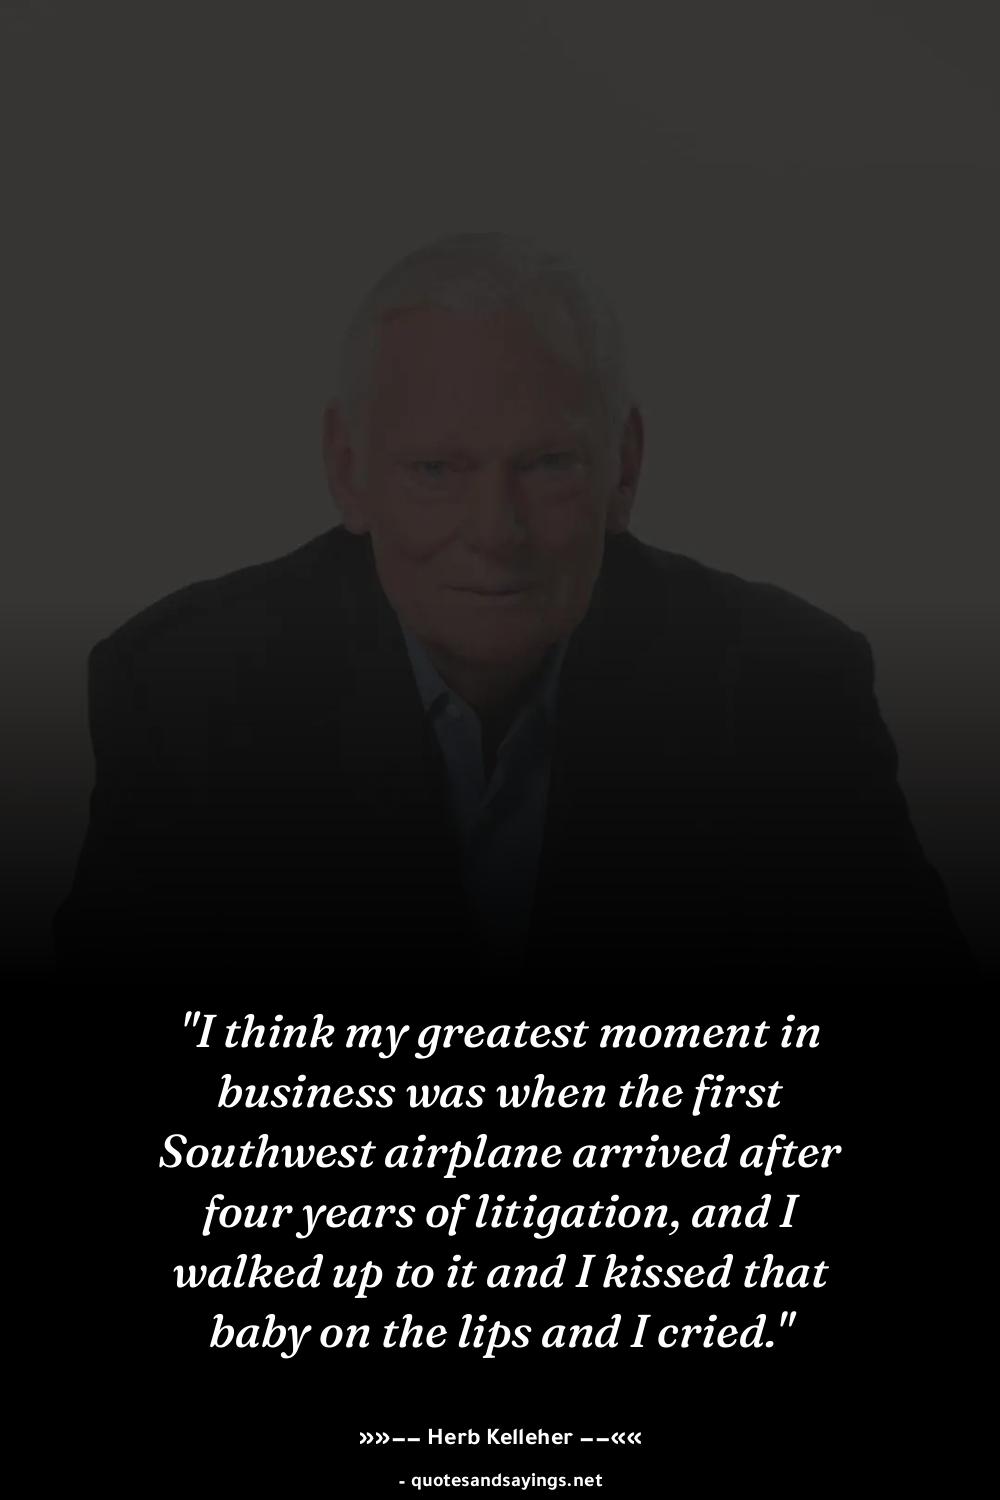 "I think my greatest moment in
business was when the first
Southwest airplane arrived after
four years of litigation, and I
walked up to it and I kissed that
baby on the lips and I cried."
»»–– Herb Kelleher ––««
- quotesandsayings.net